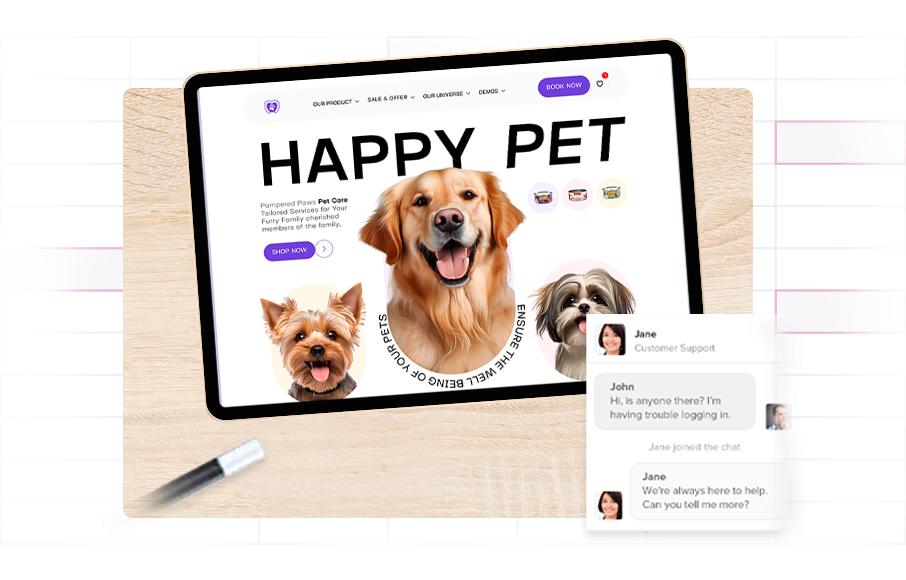 OUR PRODUCT
SALE & OFFER
OUR UNIVERSE
DEMOS
BOOK NOW
1
HAPPY PET
Pampered Paws Pet Care
Tailored Services for Your
Furry Family cherished
members of the family.
SHOP NOW
ENSURE THE WELL BEING OF YOUR PETS
Jane
Customer Support
John
Hi, is anyone there? I'm
having trouble logging in.
Jane joined the chat
Jane
We're always here to help.
Can you tell me more?